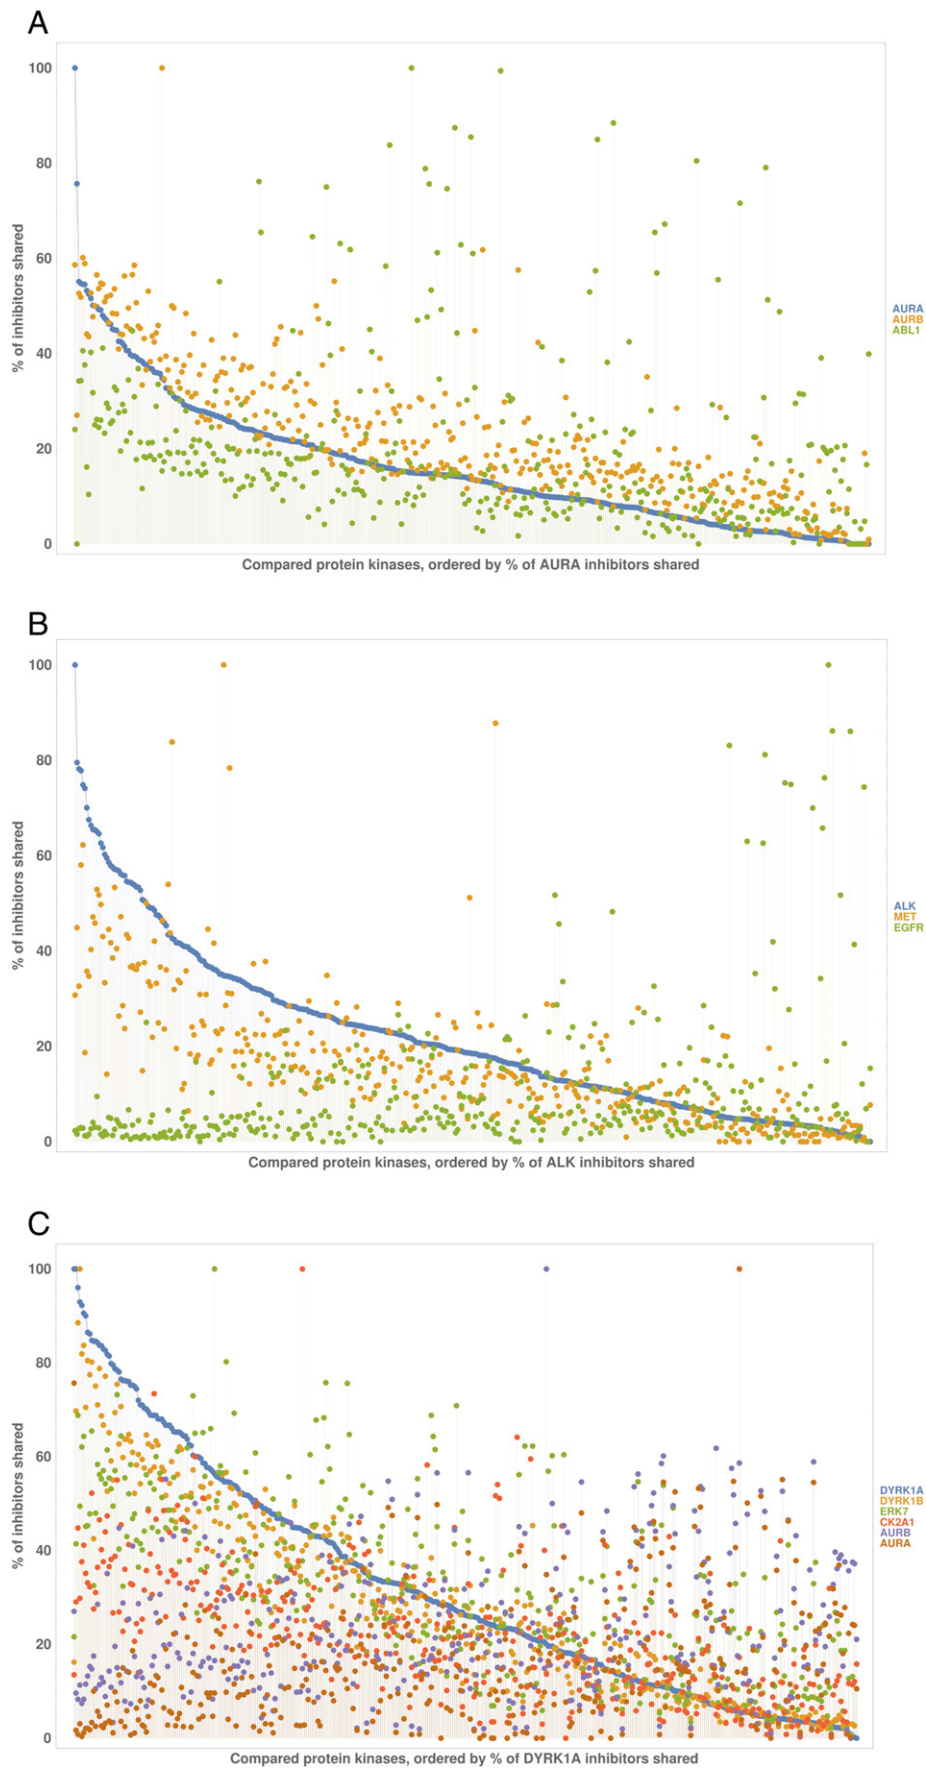 A
100
80
60
40
20
0
% of inhibitors shared
Compared protein kinases, ordered by % of AURA inhibitors shared
AURA
AURB
ABL1
B
100
80
60
40
20
0
% of inhibitors shared
Compared protein kinases, ordered by % of ALK inhibitors shared
ALK
MET
EGFR
C
100
80
60
40
20
0
% of inhibitors shared
Compared protein kinases, ordered by % of DYRK1A inhibitors shared
DYRK1A
DYRK1B
ERK7
CK2A1
AURB
AURA